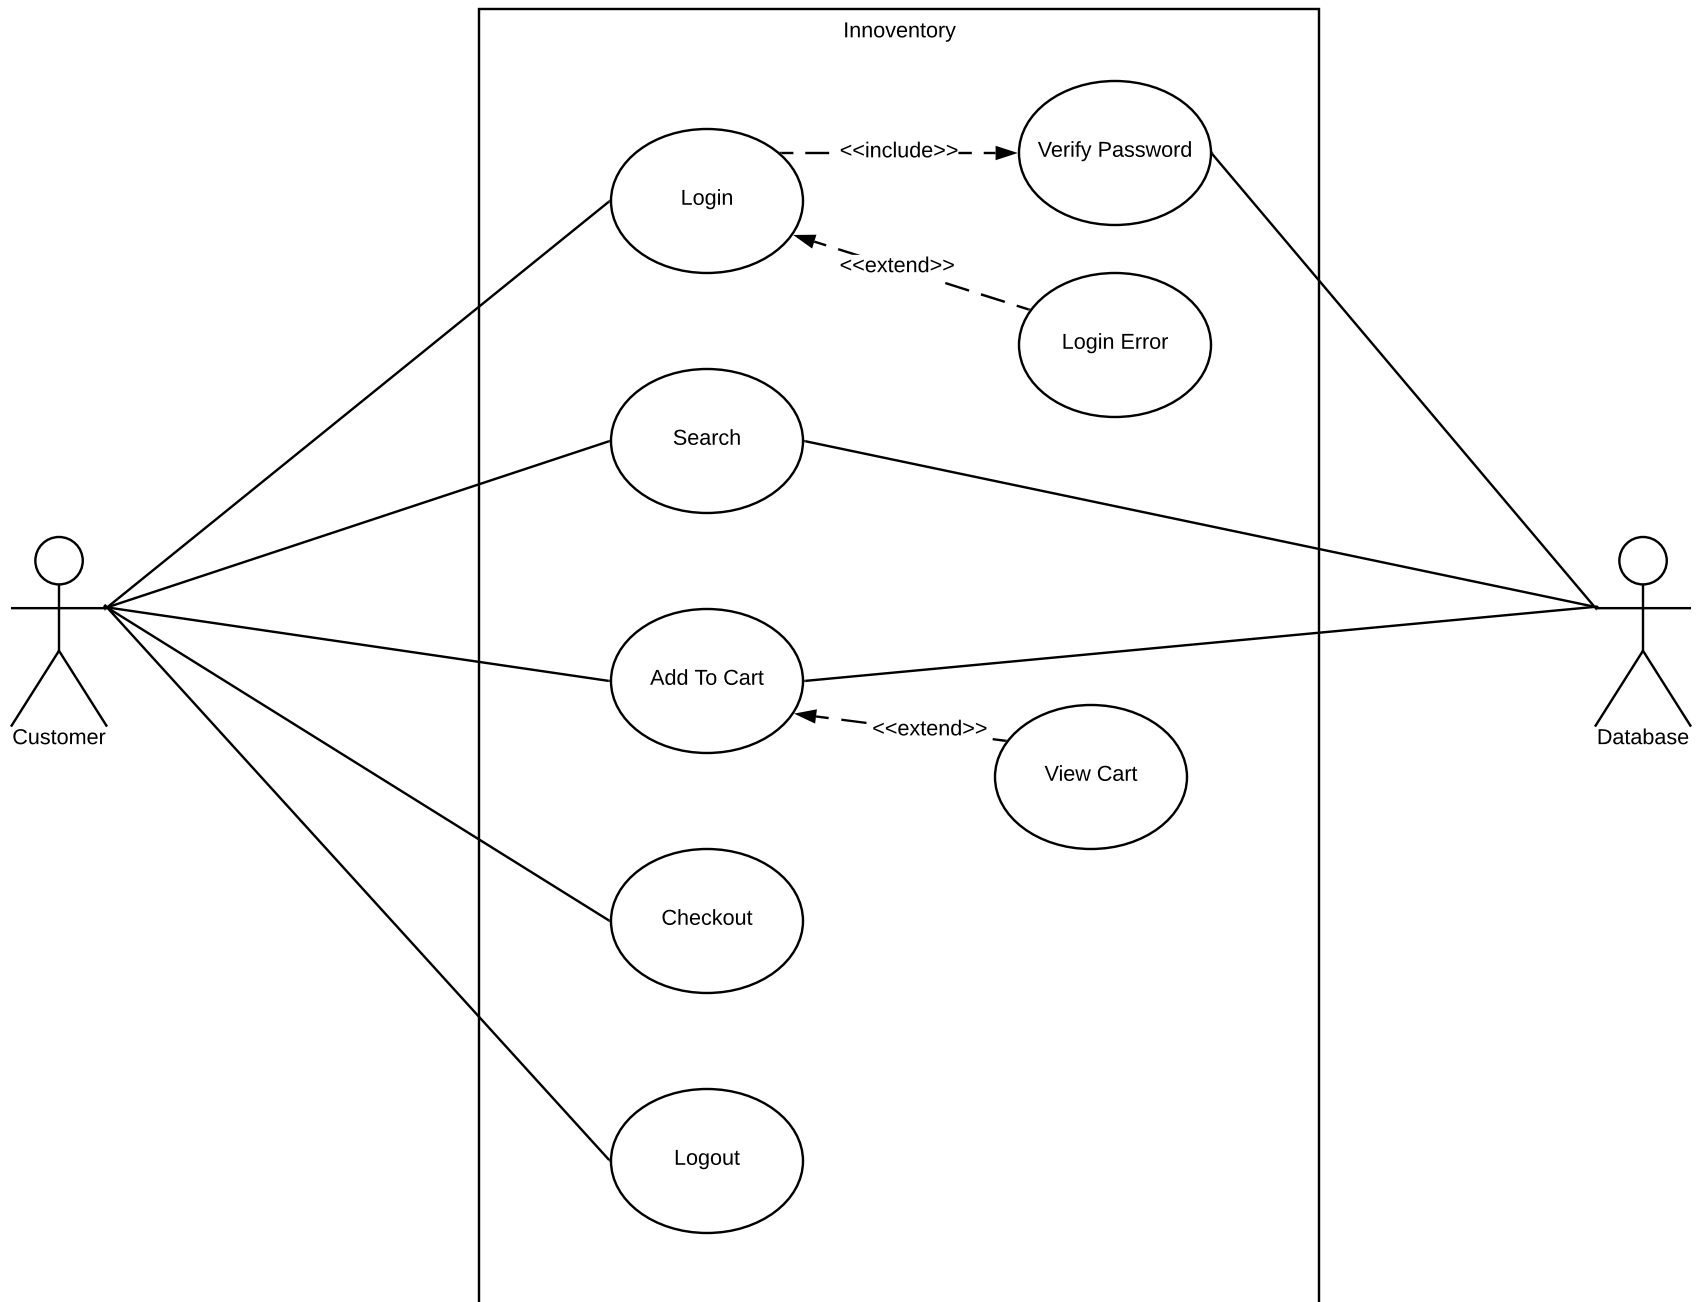 Innoventory
Verify Password
<<include>>
Login
<<extend>>
Login Error
Search
Add To Cart
<<extend>>
Customer
Database
View Cart
Checkout
Logout